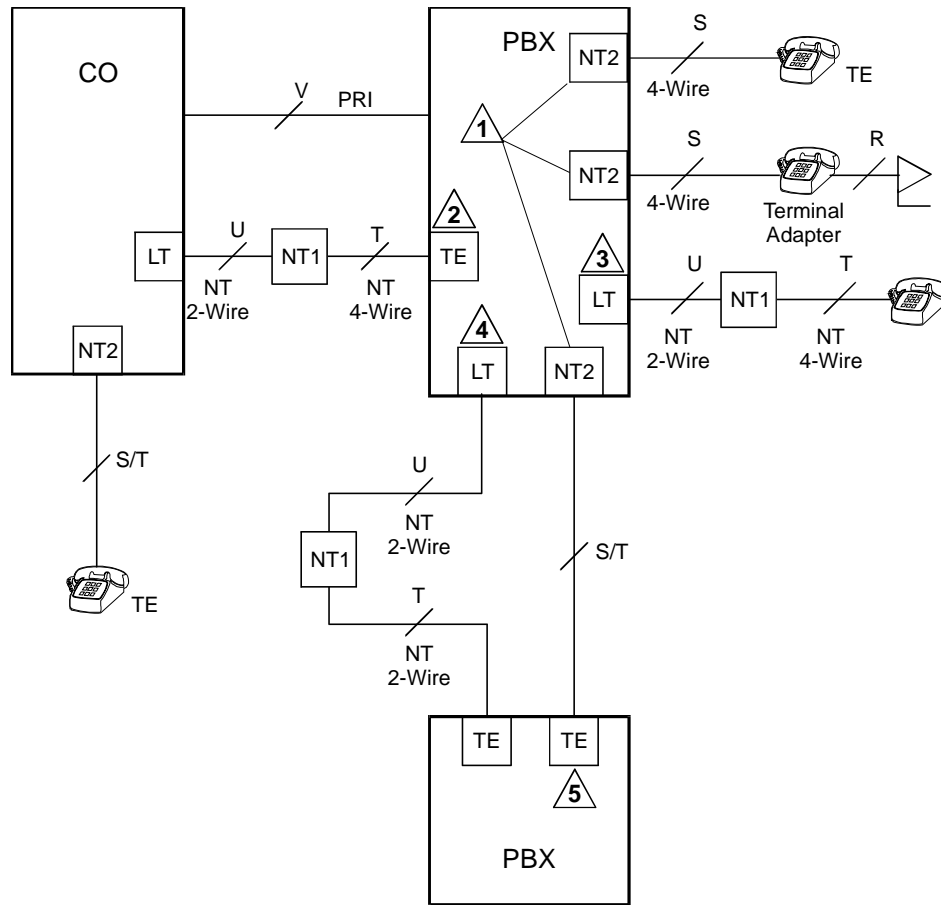 CO
V
PRI
LT
U
NT
2-Wire
NT1
T
NT
4-Wire
NT2
S/T
TE
PBX
1
NT2
S
4-Wire
TE
NT2
S
4-Wire
Terminal
Adapter
R
2
TE
3
LT
U
NT
2-Wire
NT1
T
NT
4-Wire
4
LT
NT2
U
NT
2-Wire
NT1
T
NT
2-Wire
S/T
TE
TE
5
PBX